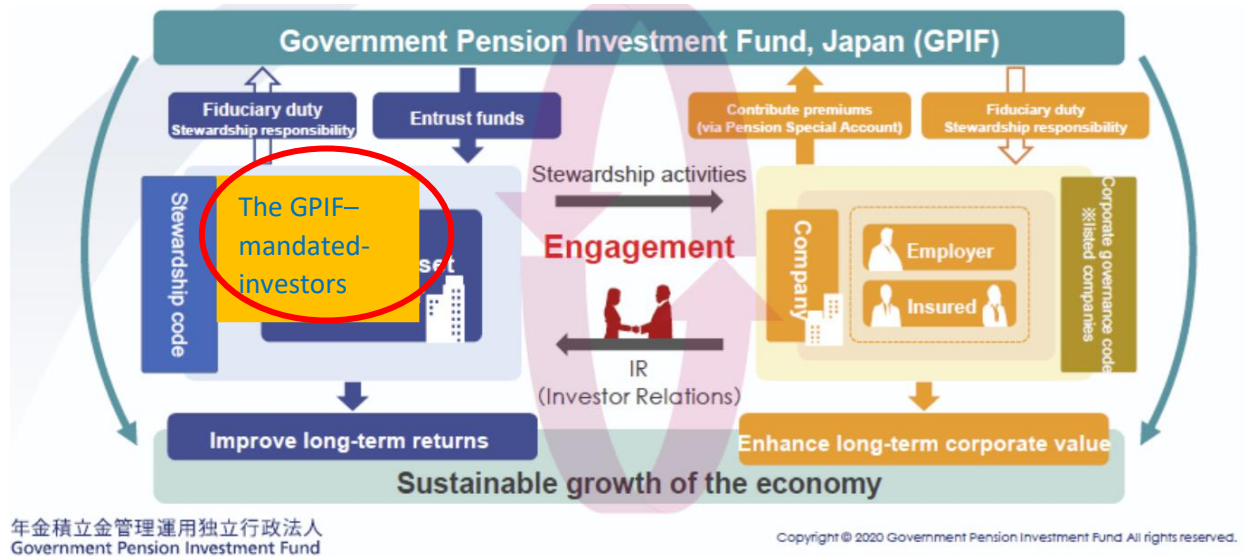 Government Pension Investment Fund, Japan (GPIF)
Fiduciary duty
Stewardship responsibility
Entrust funds
Contribute premiums
(via Pension Special Account)
Fiduciary duty
Stewardship responsibility
Stewardship code
The GPIF–
mandated-
investors
set
Stewardship activities
Engagement
IR
(Investor Relations)
Company
Employer
Insured
Corporate governance code
※listed companies
Improve long-term returns
Enhance long-term corporate value
Sustainable growth of the economy
年金積立金管理運用独立行政法人
Government Pension Investment Fund
Copyright © 2020 Government Pension Investment Fund All rights reserved.